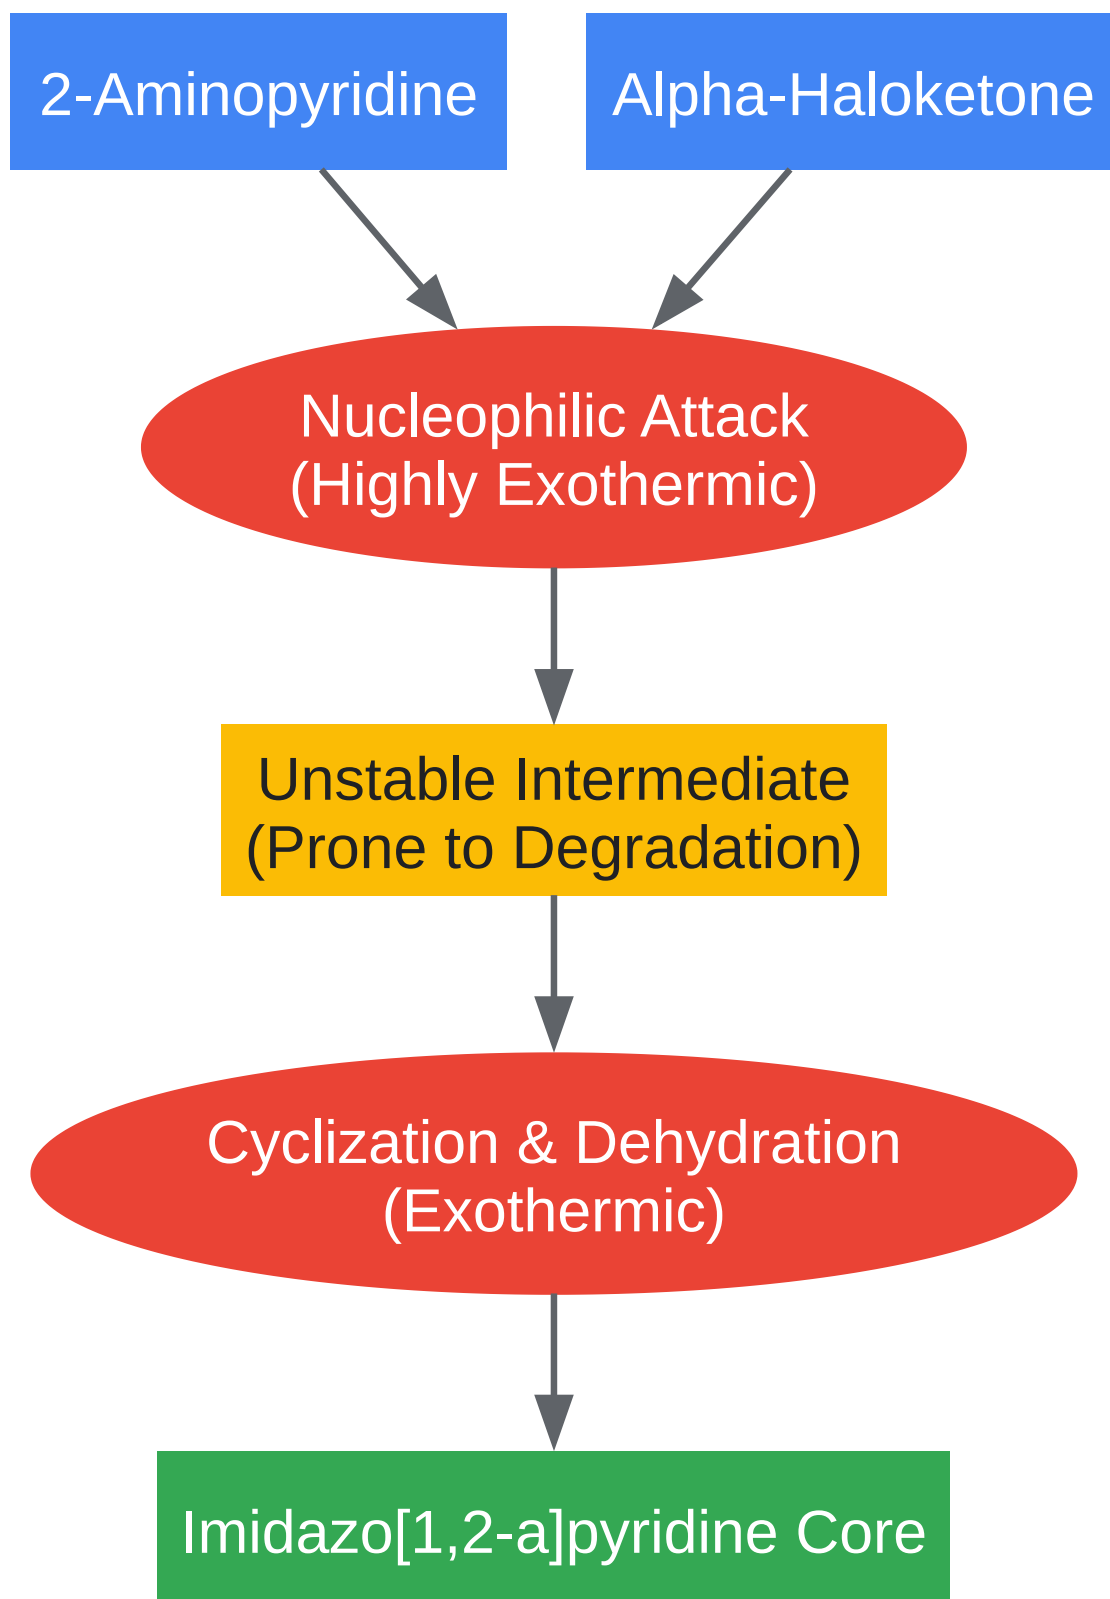 2-Aminopyridine
Alpha-Haloketone
Nucleophilic Attack
(Highly Exothermic)
Unstable Intermediate
(Prone to Degradation)
Cyclization & Dehydration
(Exothermic)
Imidazo[1,2-a]pyridine Core